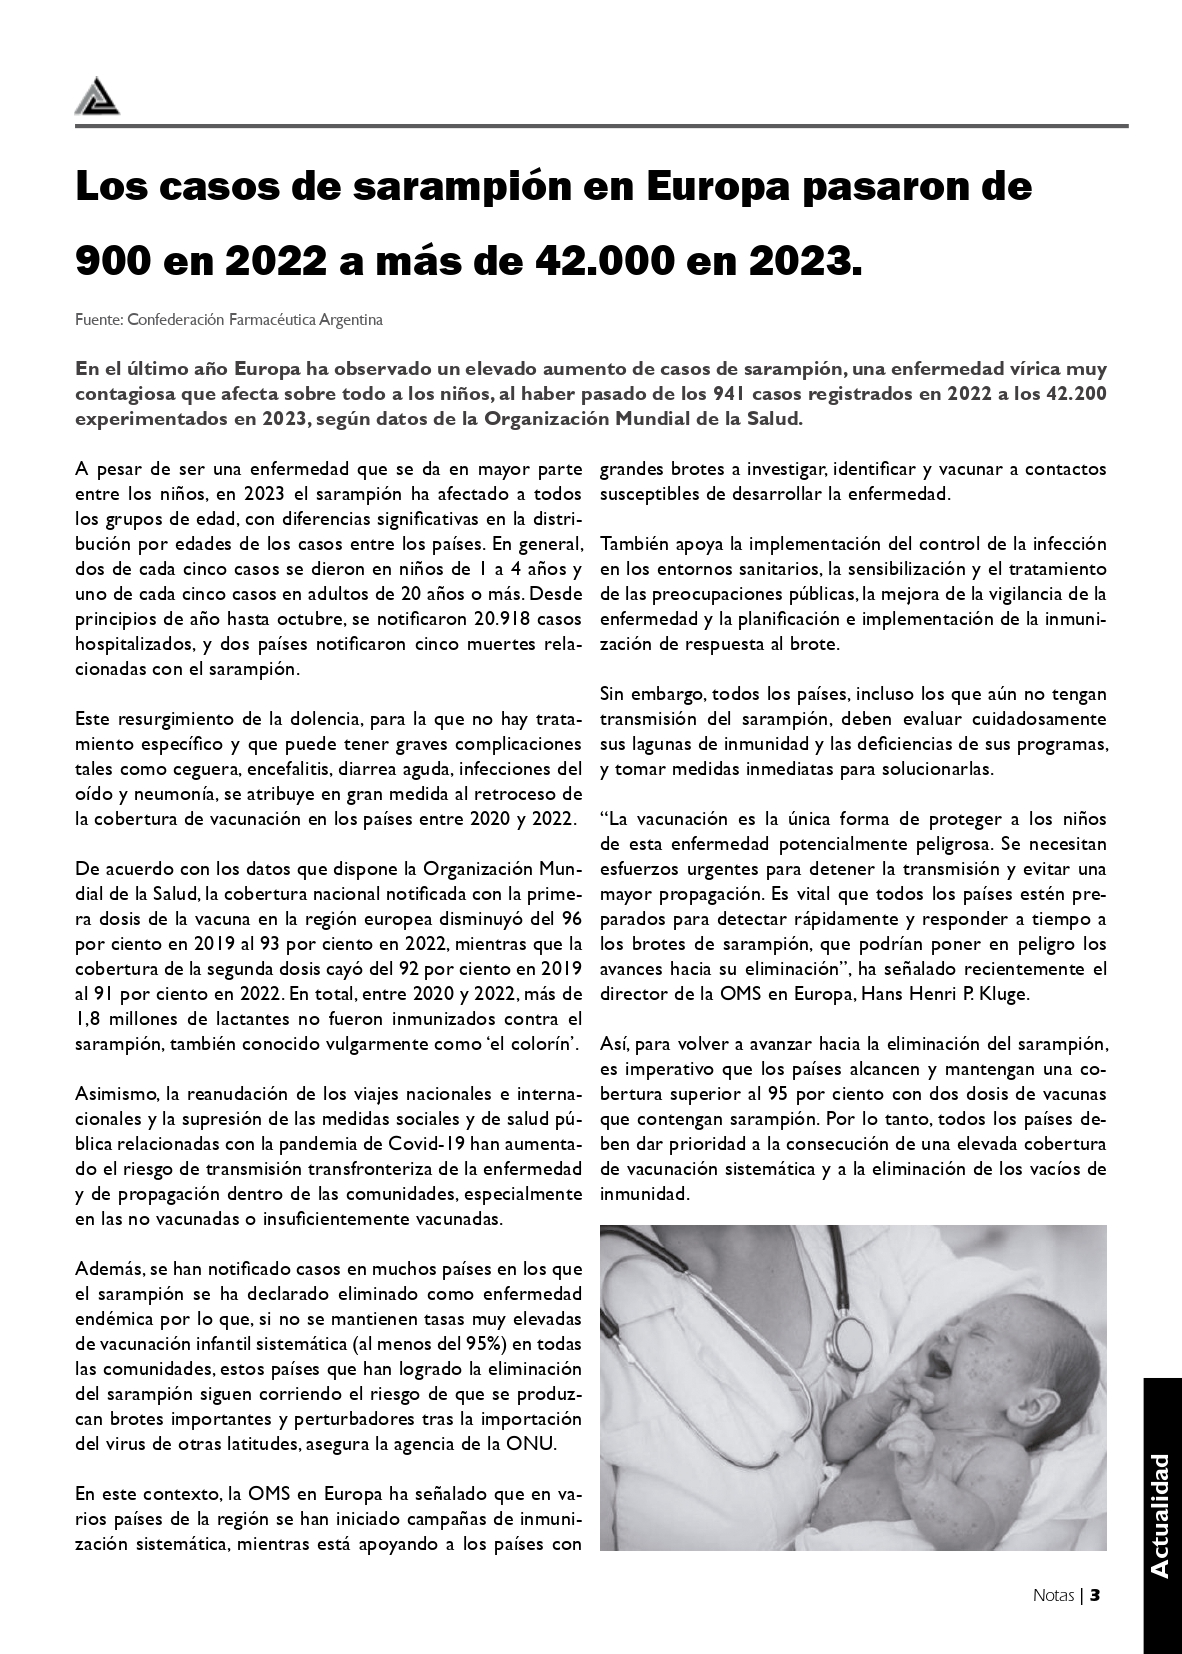 Los casos de sarampión en Europa pasaron de
900 en 2022 a más de 42.000 en 2023.
Fuente: Confederación Farmacéutica Argentina
En el último año Europa ha observado un elevado aumento de casos de sarampión, una enfermedad vírica muy
contagiosa que afecta sobre todo a los niños, al haber pasado de los 941 casos registrados en 2022 a los 42.200
experimentados en 2023, según datos de la Organización Mundial de la Salud.
A pesar de ser una enfermedad que se da en mayor parte
entre los niños, en 2023 el sarampión ha afectado a todos
los grupos de edad, con diferencias significativas en la distri-
bución por edades de los casos entre los países. En general,
dos de cada cinco casos se dieron en niños de 1 a 4 años y
uno de cada cinco casos en adultos de 20 años o más. Desde
principios de año hasta octubre, se notificaron 20.918 casos
hospitalizados, y dos países notificaron cinco muertes rela-
cionadas con el sarampión.
Este resurgimiento de la dolencia, para la que no hay trata-
miento específico y que puede tener graves complicaciones
tales como ceguera, encefalitis, diarrea aguda, infecciones del
oído y neumonía, se atribuye en gran medida al retroceso de
la cobertura de vacunación en los países entre 2020 y 2022.
De acuerdo con los datos que dispone la Organización Mun-
dial de la Salud, la cobertura nacional notificada con la prime-
ra dosis de la vacuna en la región europea disminuyó del 96
por ciento en 2019 al 93 por ciento en 2022, mientras que la
cobertura de la segunda dosis cayó del 92 por ciento en 2019
al 91 por ciento en 2022. En total, entre 2020 y 2022, más de
1,8 millones de lactantes no fueron inmunizados contra el
sarampión, también conocido vulgarmente como ‘el colorín’.
Asimismo, la reanudación de los viajes nacionales e interna-
cionales y la supresión de las medidas sociales y de salud pú-
blica relacionadas con la pandemia de Covid-19 han aumenta-
do el riesgo de transmisión transfronteriza de la enfermedad
y de propagación dentro de las comunidades, especialmente
en las no vacunadas o insuficientemente vacunadas.
Además, se han notificado casos en muchos países en los que
el sarampión se ha declarado eliminado como enfermedad
endémica por lo que, si no se mantienen tasas muy elevadas
de vacunación infantil sistemática (al menos del 95%) en todas
las comunidades, estos países que han logrado la eliminación
del sarampión siguen corriendo el riesgo de que se produz-
can brotes importantes y perturbadores tras la importación
del virus de otras latitudes, asegura la agencia de la ONU.
En este contexto, la OMS en Europa ha señalado que en va-
rios países de la región se han iniciado campañas de inmuni-
zación sistemática, mientras está apoyando a los países con
grandes brotes a investigar, identificar y vacunar a contactos
susceptibles de desarrollar la enfermedad.
También apoya la implementación del control de la infección
en los entornos sanitarios, la sensibilización y el tratamiento
de las preocupaciones públicas, la mejora de la vigilancia de la
enfermedad y la planificación e implementación de la inmuni-
zación de respuesta al brote.
Sin embargo, todos los países, incluso los que aún no tengan
transmisión del sarampión, deben evaluar cuidadosamente
sus lagunas de inmunidad y las deficiencias de sus programas,
y tomar medidas inmediatas para solucionarlas.
“La vacunación es la única forma de proteger a los niños
de esta enfermedad potencialmente peligrosa. Se necesitan
esfuerzos urgentes para detener la transmisión y evitar una
mayor propagación. Es vital que todos los países estén pre-
parados para detectar rápidamente y responder a tiempo a
los brotes de sarampión, que podrían poner en peligro los
avances hacia su eliminación”, ha señalado recientemente el
director de la OMS en Europa, Hans Henri P. Kluge.
Así, para volver a avanzar hacia la eliminación del sarampión,
es imperativo que los países alcancen y mantengan una co-
bertura superior al 95 por ciento con dos dosis de vacunas
que contengan sarampión. Por lo tanto, todos los países de-
ben dar prioridad a la consecución de una elevada cobertura
de vacunación sistemática y a la eliminación de los vacíos de
inmunidad.
Actualidad
Notas | 3